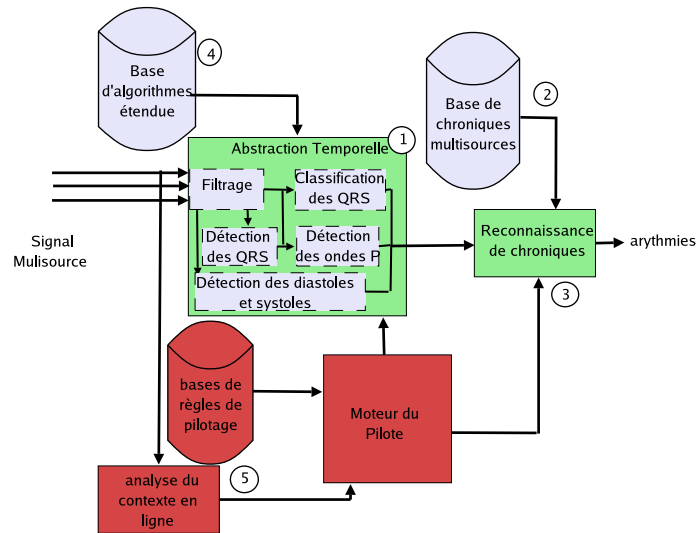 4
Base
d'algorithmes
étendue
2
Base de
chroniques
multisources
1
Abstraction Temporelle
Filtrage
Classification
des QRS
Détection
des QRS
Détection
des ondes P
Détection des diastoles
et systoles
Signal
Mulisource
Reconnaissance
de chroniques
arythmies
3
bases de
règles de
pilotage
Moteur du
Pilote
5
analyse du
contexte en
ligne